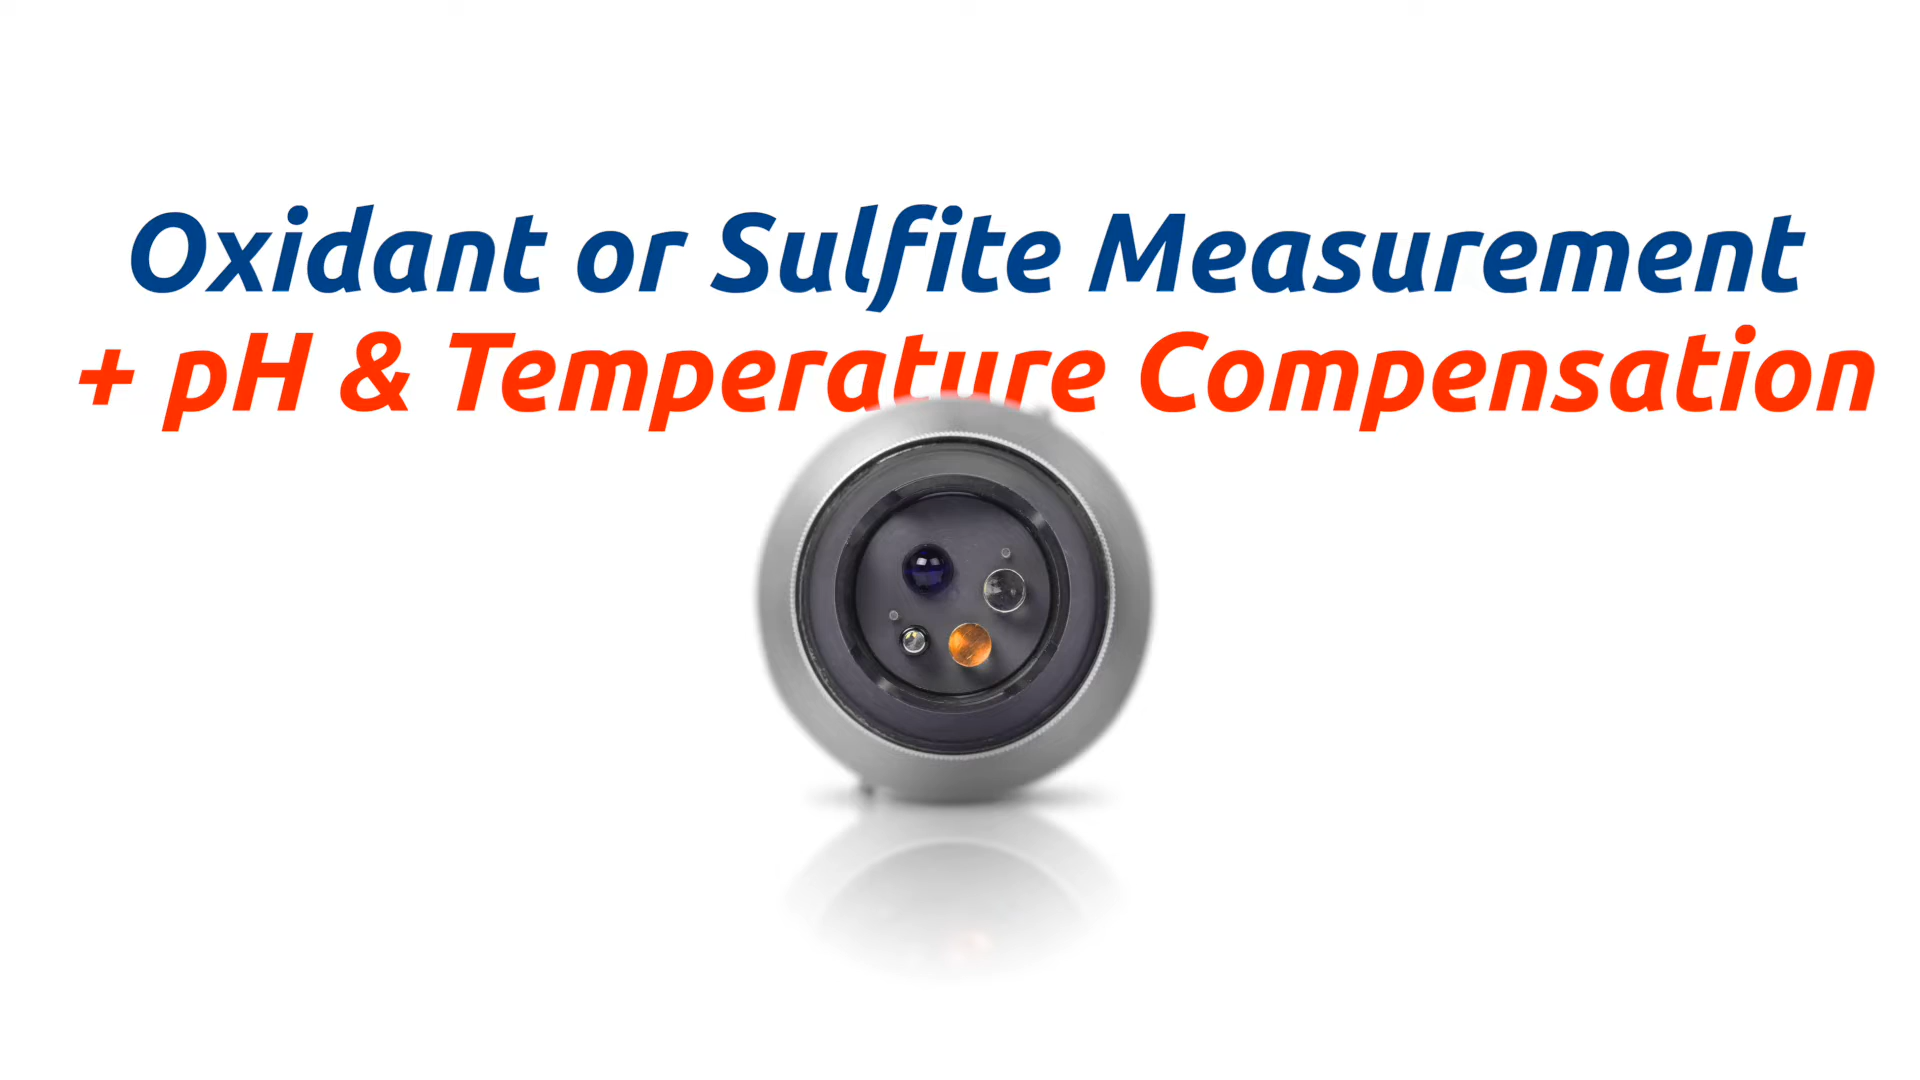 Oxidant or Sulfite Measurement
+ pH & Temperature Compensation